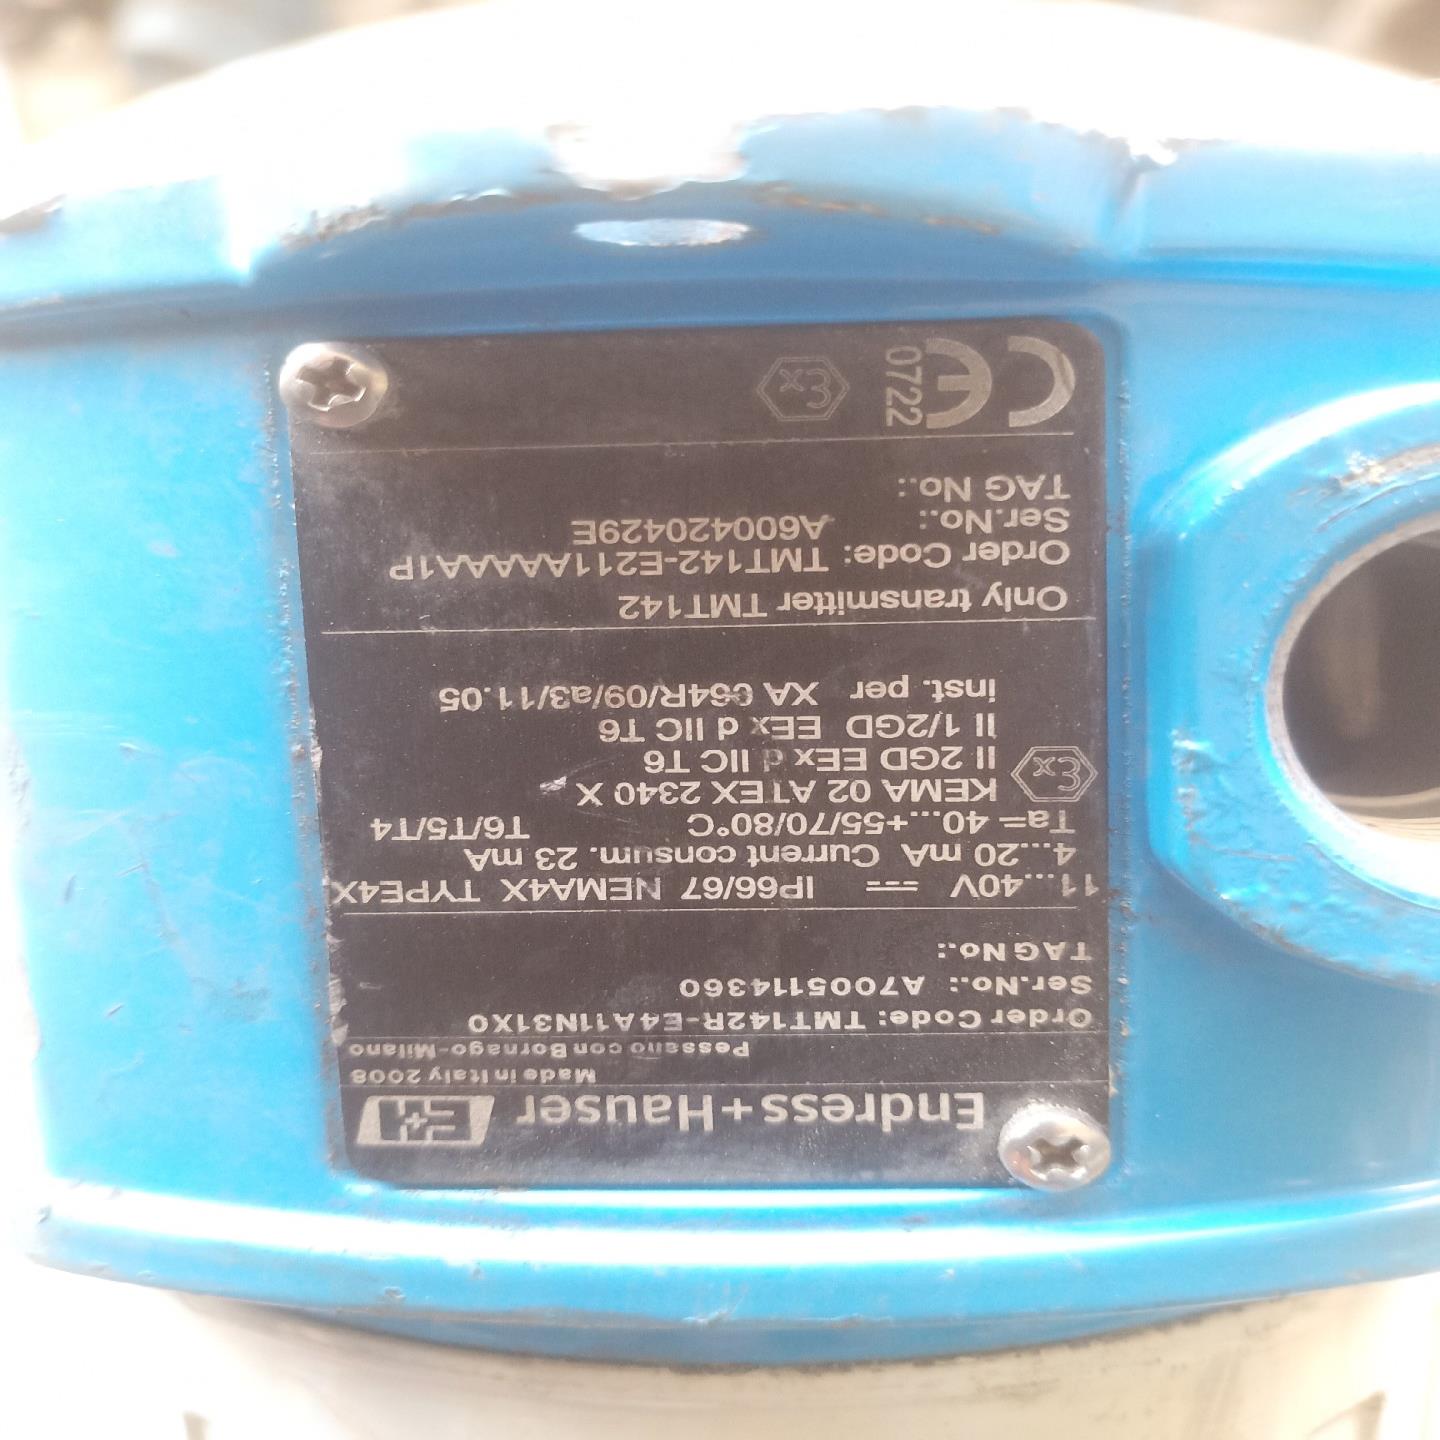 Endress+Hauser E+H
Made in Italy 2008
Pessano con Bornago-Milano
Order Code: TMT142R-E4A11N31X0
Ser.No.: A7005114360
TAG No.:
11...40V IP66/67 NEMA4X TYPE4X
4...20 mA Current consum. 23 mA
Ta= 40...+55/70/80°C T6/T5/T4
KEMA 02 ATEX 2340 X
Ex II 2GD EEx d IIC T6
II 1/2GD EEx d IIC T6
inst. per XA 064R/09/a3/11.05
Only transmitter TMT142
Order Code: TMT142-E211AAAAA1P
Ser.No.: A600420429E
TAG No.:
CE 0722 Ex